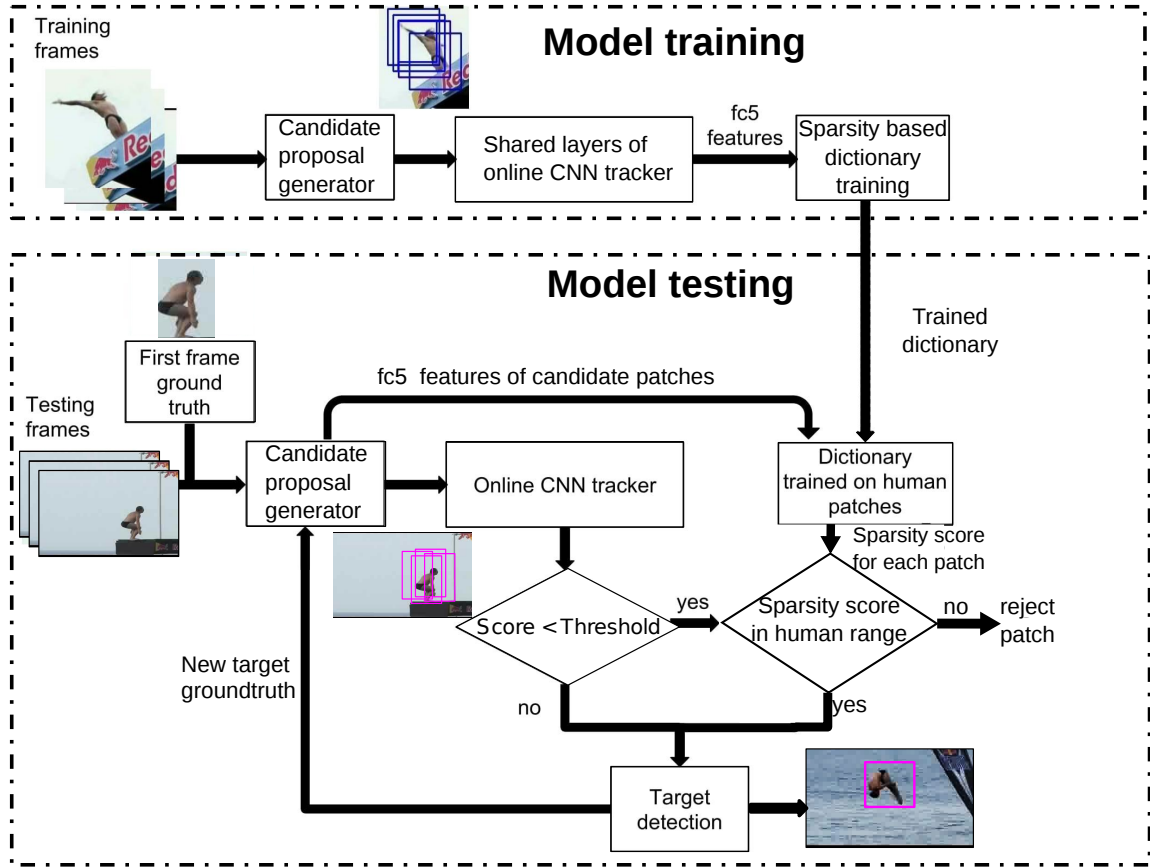 Training
frames
Model training
Red
Candidate
proposal
generator
Shared layers of
online CNN tracker
fc5
features
Sparsity based
dictionary
training
Model testing
Trained
dictionary
First frame
ground
truth
fc5 features of candidate patches
Testing
frames
Candidate
proposal
generator
Online CNN tracker
Dictionary
trained on human
patches
Sparsity score
for each patch
Score < Threshold
yes
Sparsity score
in human range
no
reject
patch
New target
groundtruth
no
yes
Target
detection